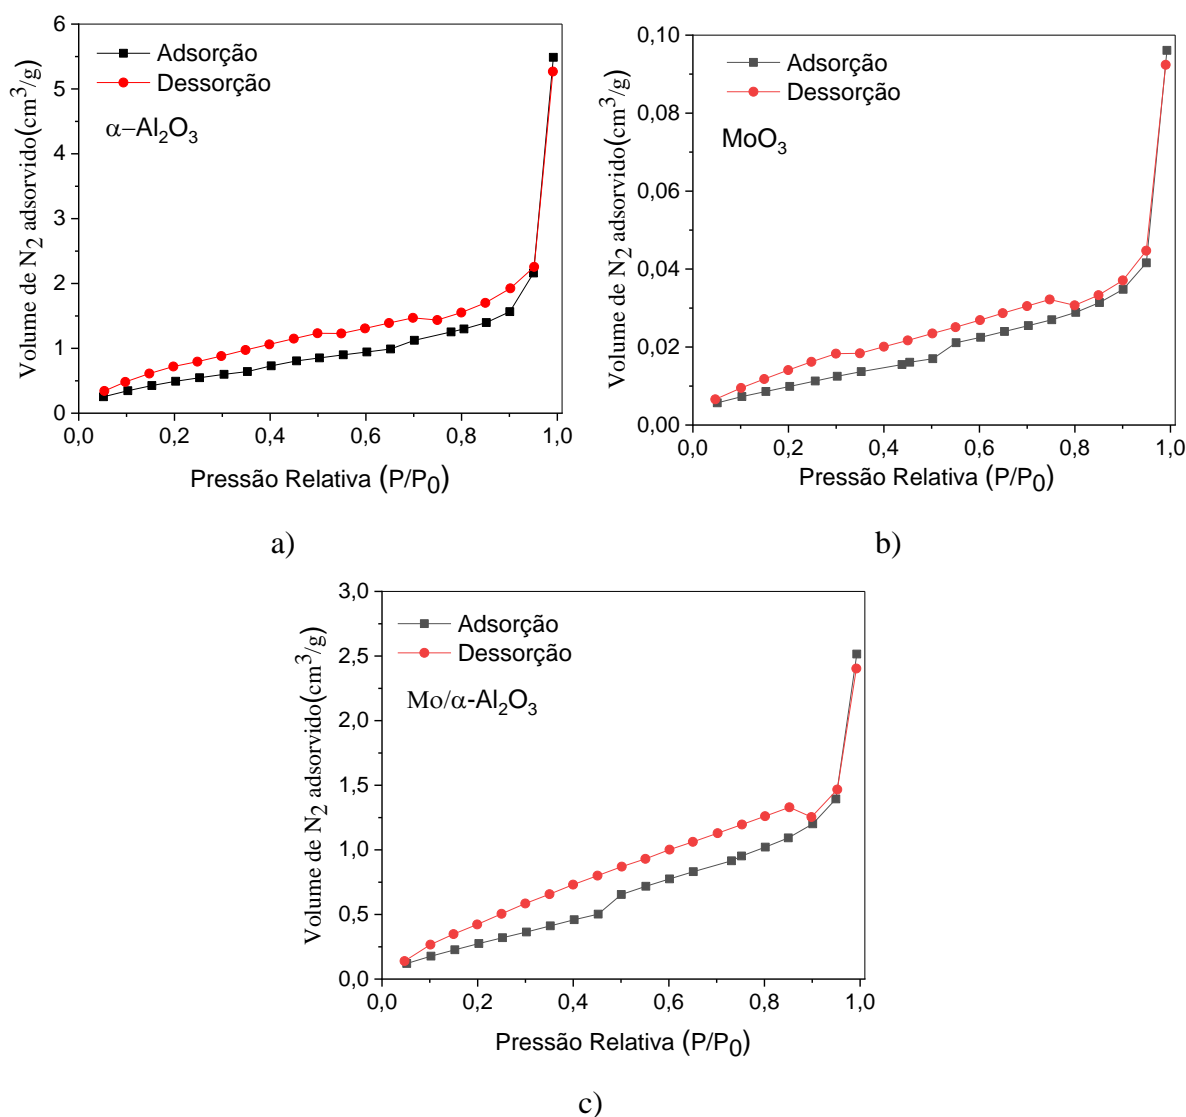 6
5
4
3
2
1
0
Volume de N2 adsorvido(cm3/g)
Adsorção
Dessorção
α–Al2O3
0,0 0,2 0,4 0,6 0,8 1,0
Pressão Relativa (P/P0)
a)
0,10
0,08
0,06
0,04
0,02
0,00
Volume de N2 adsorvido(cm3/g)
Adsorção
Dessorção
MoO3
0,0 0,2 0,4 0,6 0,8 1,0
Pressão Relativa (P/P0)
b)
3,0
2,5
2,0
1,5
1,0
0,5
0,0
Volume de N2 adsorvido(cm3/g)
Adsorção
Dessorção
Mo/α-Al2O3
0,0 0,2 0,4 0,6 0,8 1,0
Pressão Relativa (P/P0)
c)